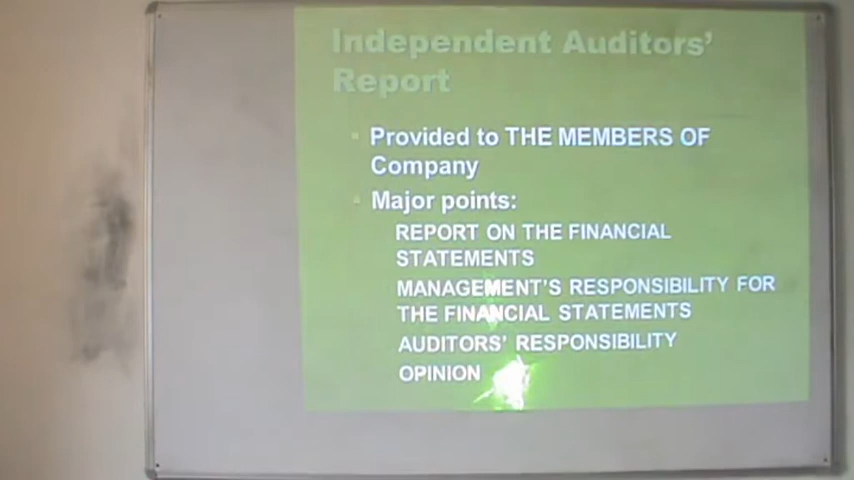 Independent Auditors'
Report
Provided to THE MEMBERS OF
Company
Major points:
REPORT ON THE FINANCIAL
STATEMENTS
MANAGEMENT'S RESPONSIBILITY FOR
THE FINANCIAL STATEMENTS
AUDITORS' RESPONSIBILITY
OPINION